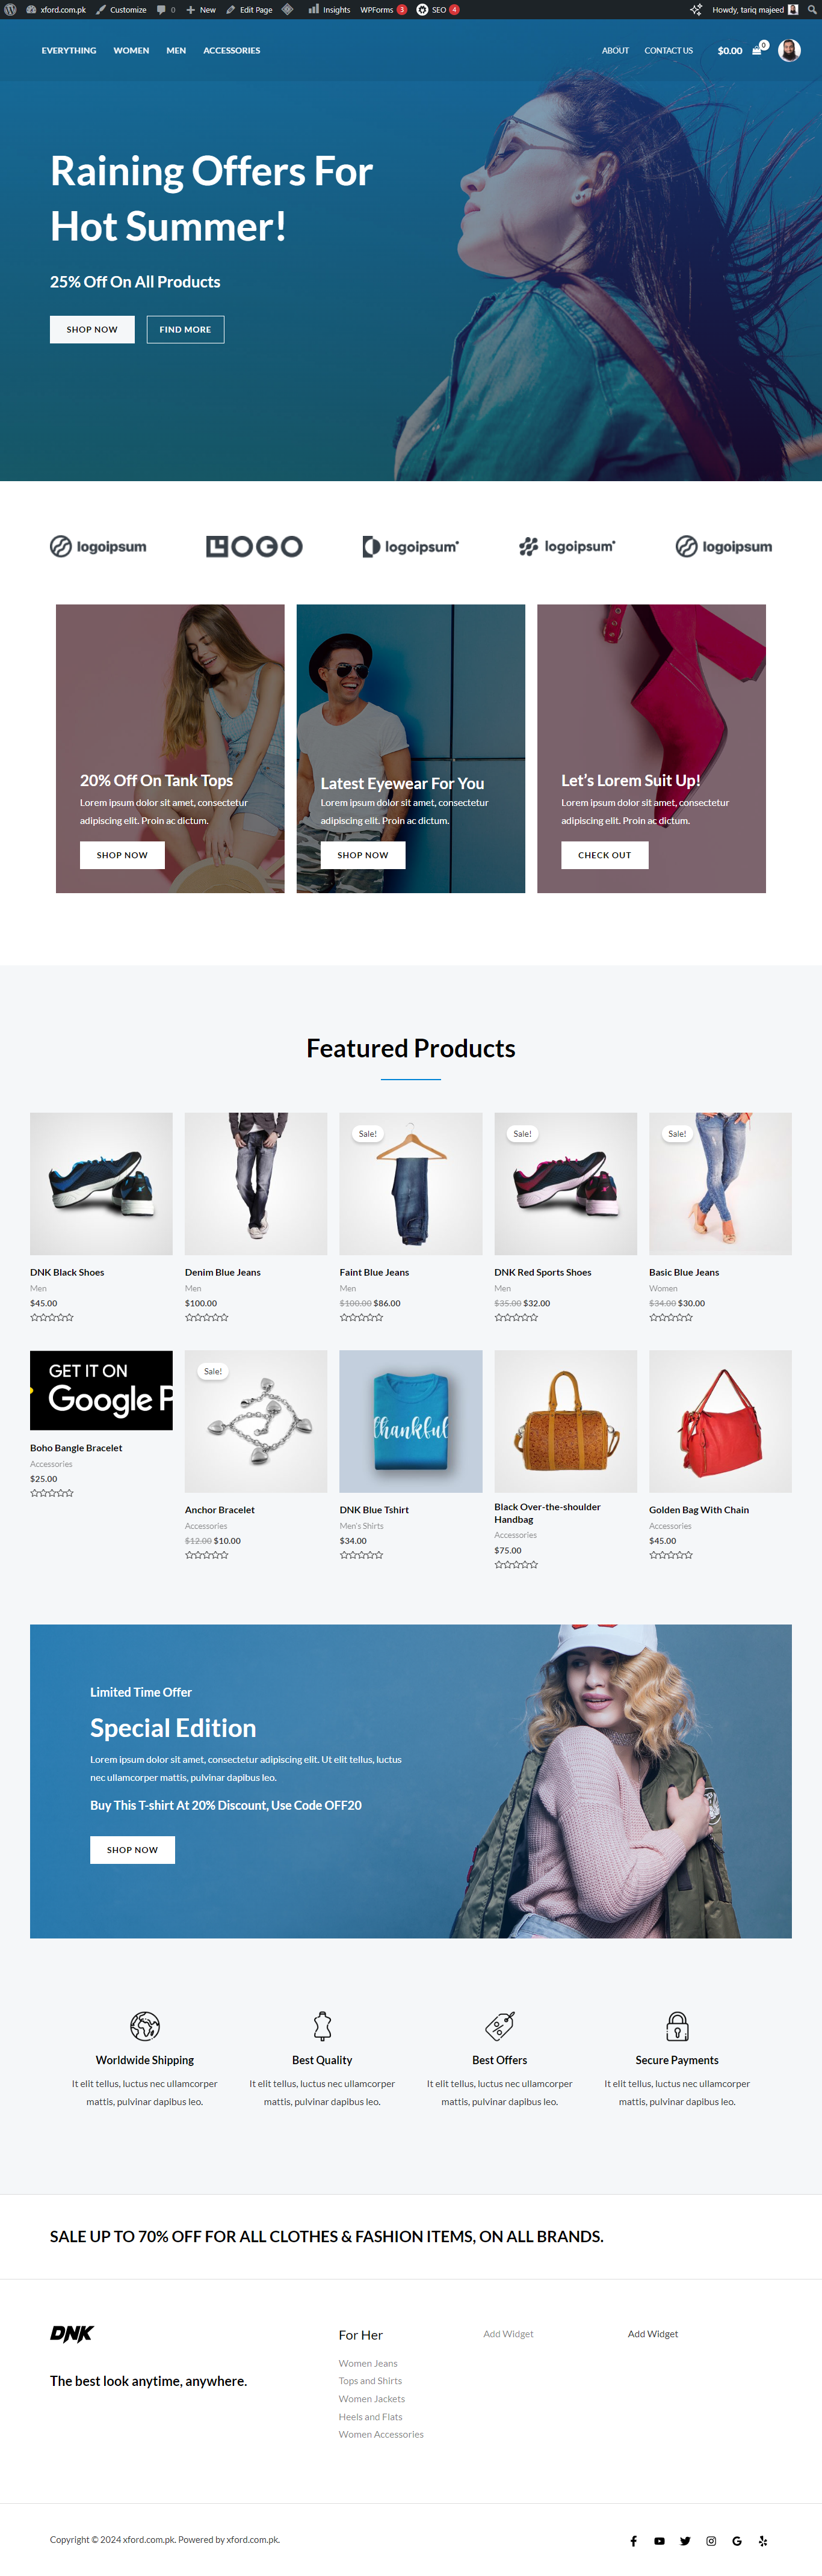 xford.com.pk Customize 0 New Edit Page Insights WPForms 3 SEO 4 Howdy, tariq majeed
EVERYTHING WOMEN MEN ACCESSORIES ABOUT CONTACT US $0.00 0
Raining Offers For
Hot Summer!
25% Off On All Products
SHOP NOW FIND MORE
logoipsum LOGO logoipsum logoipsum logoipsum
20% Off On Tank Tops
Lorem ipsum dolor sit amet, consectetur
adipiscing elit. Proin ac dictum.
SHOP NOW
Latest Eyewear For You
Lorem ipsum dolor sit amet, consectetur
adipiscing elit. Proin ac dictum.
SHOP NOW
Let's Lorem Suit Up!
Lorem ipsum dolor sit amet, consectetur
adipiscing elit. Proin ac dictum.
CHECK OUT
Featured Products
DNK Black Shoes
Men
$45.00
Denim Blue Jeans
Men
$100.00
Sale!
Faint Blue Jeans
Men
$100.00 $86.00
Sale!
DNK Red Sports Shoes
Men
$35.00 $32.00
Sale!
Basic Blue Jeans
Women
$34.00 $30.00
GET IT ON
Google P
Boho Bangle Bracelet
Accessories
$25.00
Sale!
Anchor Bracelet
Accessories
$12.00 $10.00
thankful
DNK Blue Tshirt
Men's Shirts
$34.00
Black Over-the-shoulder
Handbag
Accessories
$75.00
Golden Bag With Chain
Accessories
$45.00
Limited Time Offer
Special Edition
Lorem ipsum dolor sit amet, consectetur adipiscing elit. Ut elit tellus, luctus
nec ullamcorper mattis, pulvinar dapibus leo.
Buy This T-shirt At 20% Discount, Use Code OFF20
SHOP NOW
Worldwide Shipping
It elit tellus, luctus nec ullamcorper
mattis, pulvinar dapibus leo.
Best Quality
It elit tellus, luctus nec ullamcorper
mattis, pulvinar dapibus leo.
Best Offers
It elit tellus, luctus nec ullamcorper
mattis, pulvinar dapibus leo.
Secure Payments
It elit tellus, luctus nec ullamcorper
mattis, pulvinar dapibus leo.
SALE UP TO 70% OFF FOR ALL CLOTHES & FASHION ITEMS, ON ALL BRANDS.
DNK
The best look anytime, anywhere.
For Her
Women Jeans
Tops and Shirts
Women Jackets
Heels and Flats
Women Accessories
Add Widget
Add Widget
Copyright © 2024 xford.com.pk. Powered by xford.com.pk.